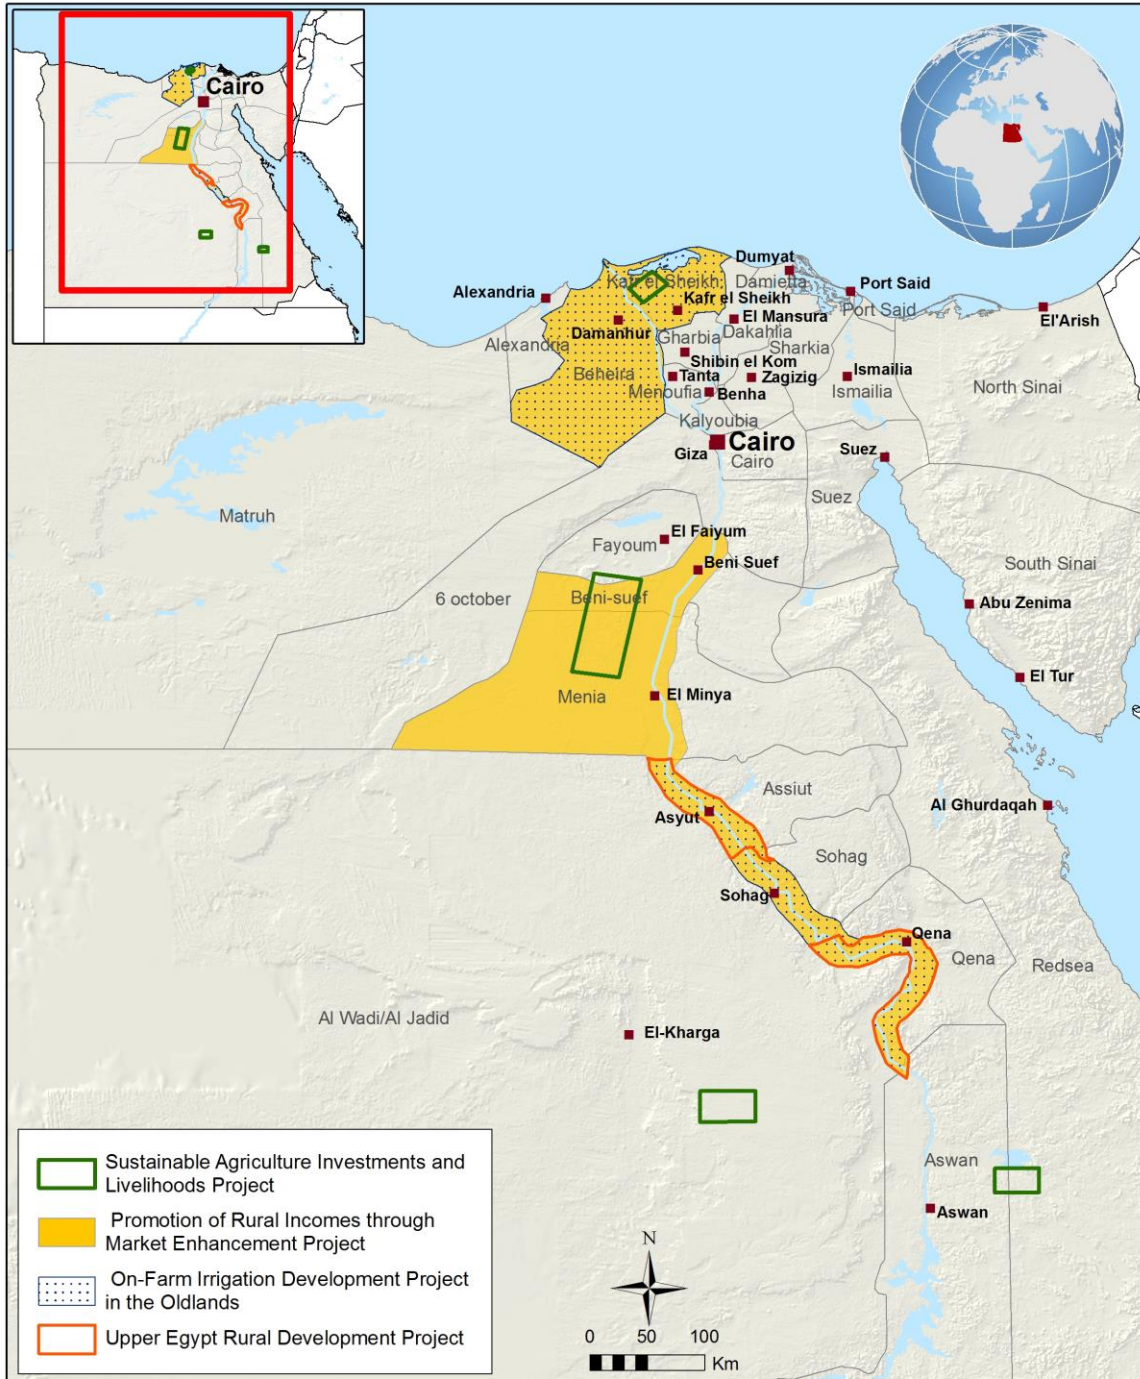 Cairo
Dumyat
Damietta
Port Said
Port Said
Kafr el Sheikh
Kafr el Sheikh
Alexandria
Alexandria
El'Arish
Damanhur
El Mansura
Dakahlia
Gharbia
Sharkia
Shibin el Kom
Beheira
Tanta
Zagizig
Ismailia
Ismailia
North Sinai
Menoufia
Benha
Kalyoubia
Cairo
Giza
Cairo
Suez
Suez
Matruh
El Faiyum
Fayoum
Beni Suef
South Sinai
6 october
Beni-suef
Abu Zenima
El Tur
Menia
El Minya
Assiut
Al Ghurdaqah
Asyut
Sohag
Sohag
Qena
Qena
Redsea
Al Wadi/Al Jadid
El-Kharga
Aswan
Aswan
Sustainable Agriculture Investments and
Livelihoods Project
Promotion of Rural Incomes through
Market Enhancement Project
On-Farm Irrigation Development Project
in the Oldlands
Upper Egypt Rural Development Project
N
0 50 100
Km